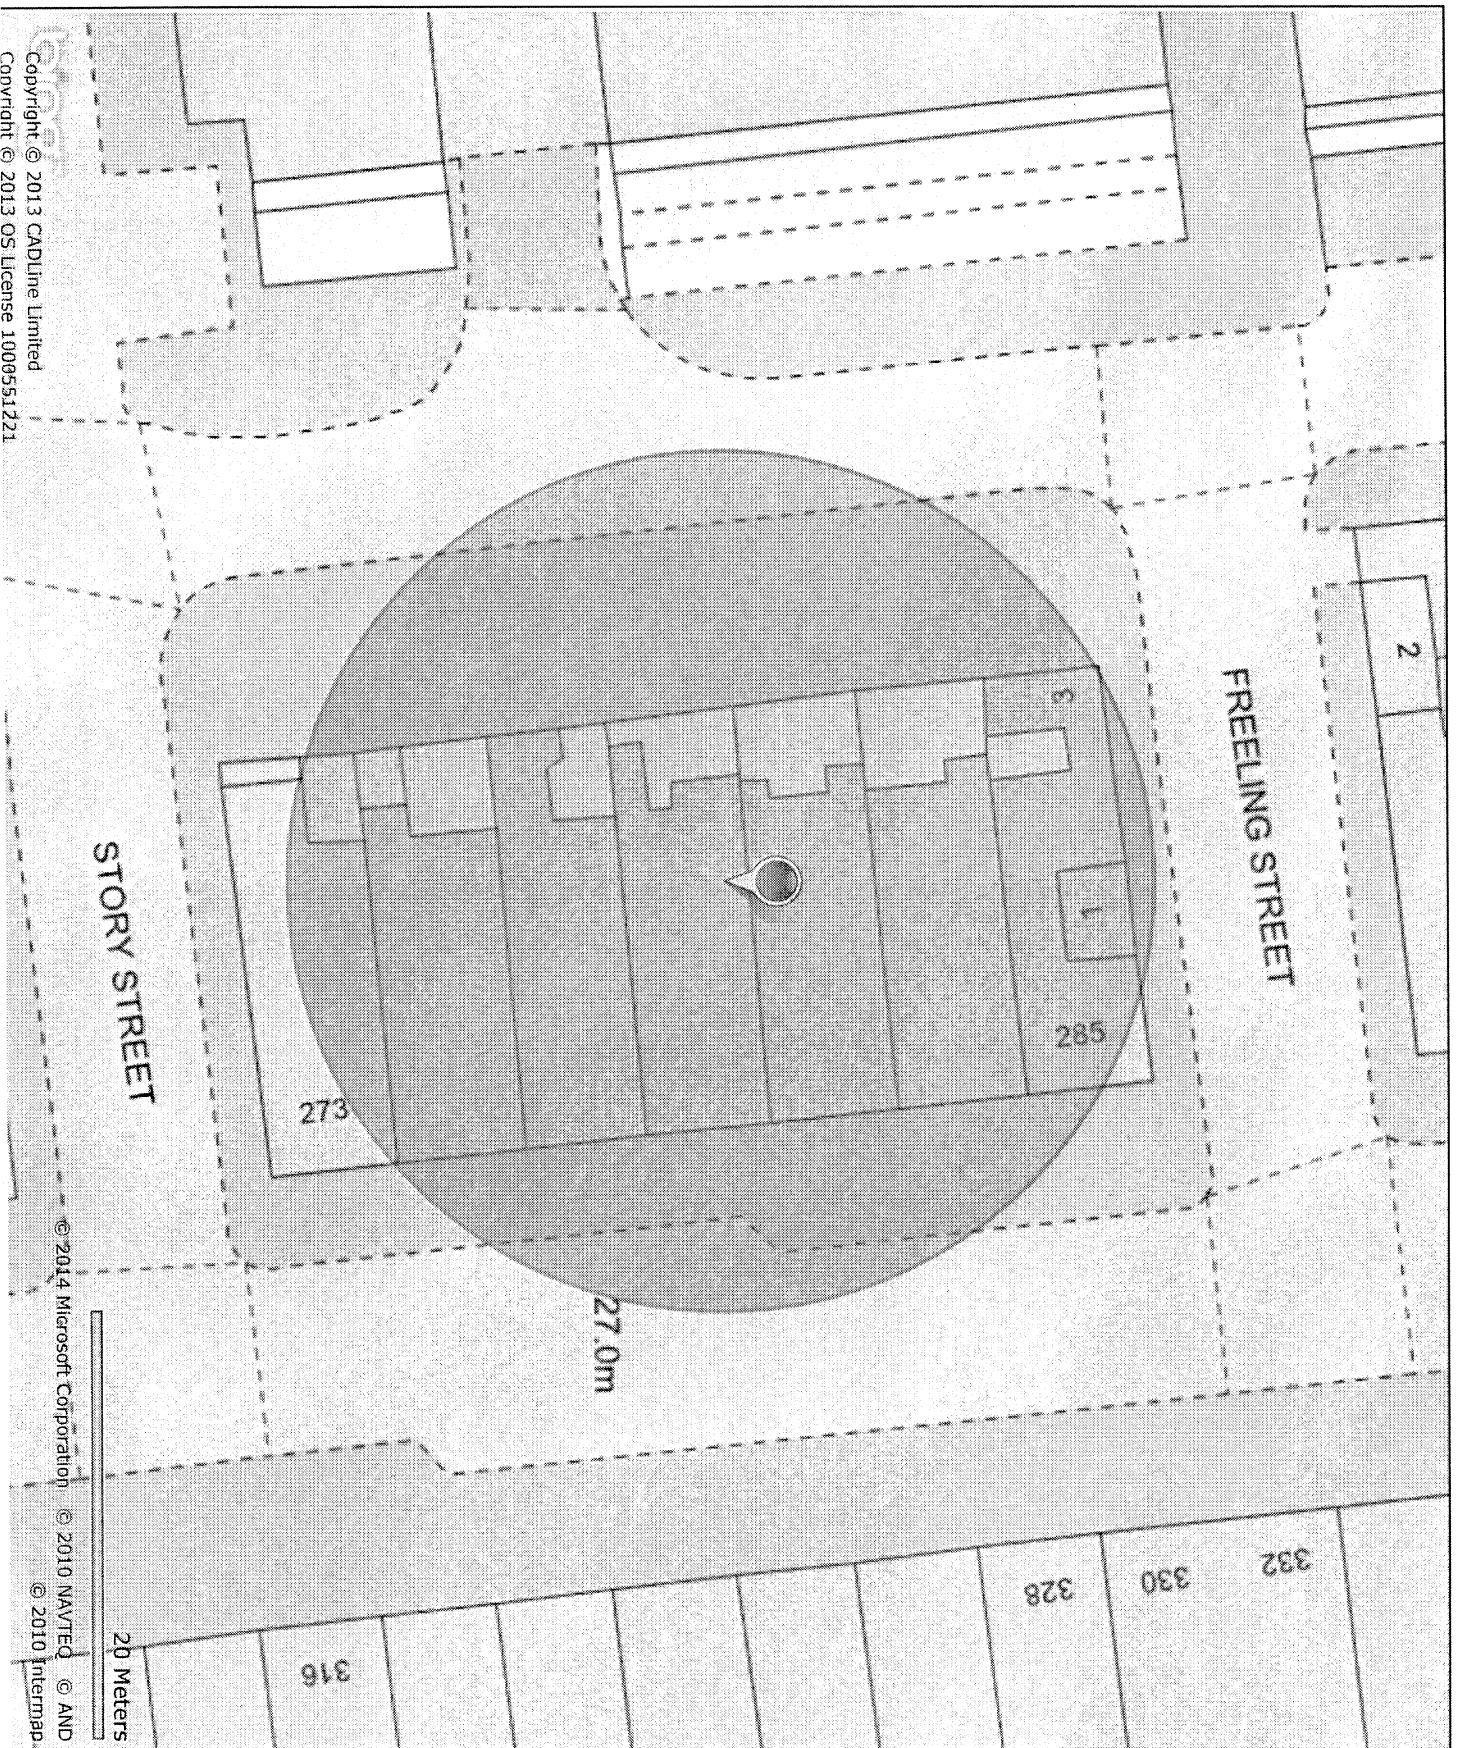 FREELING STREET
2
3
1
285
273
STORY STREET
27.0m
332
330
328
316
20 Meters
© 2014 Microsoft Corporation © 2010 NAVTEQ © AND
© 2010 Intermap
Copyright © 2013 CADLine Limited
Copyright © 2013 OS License 1000551221